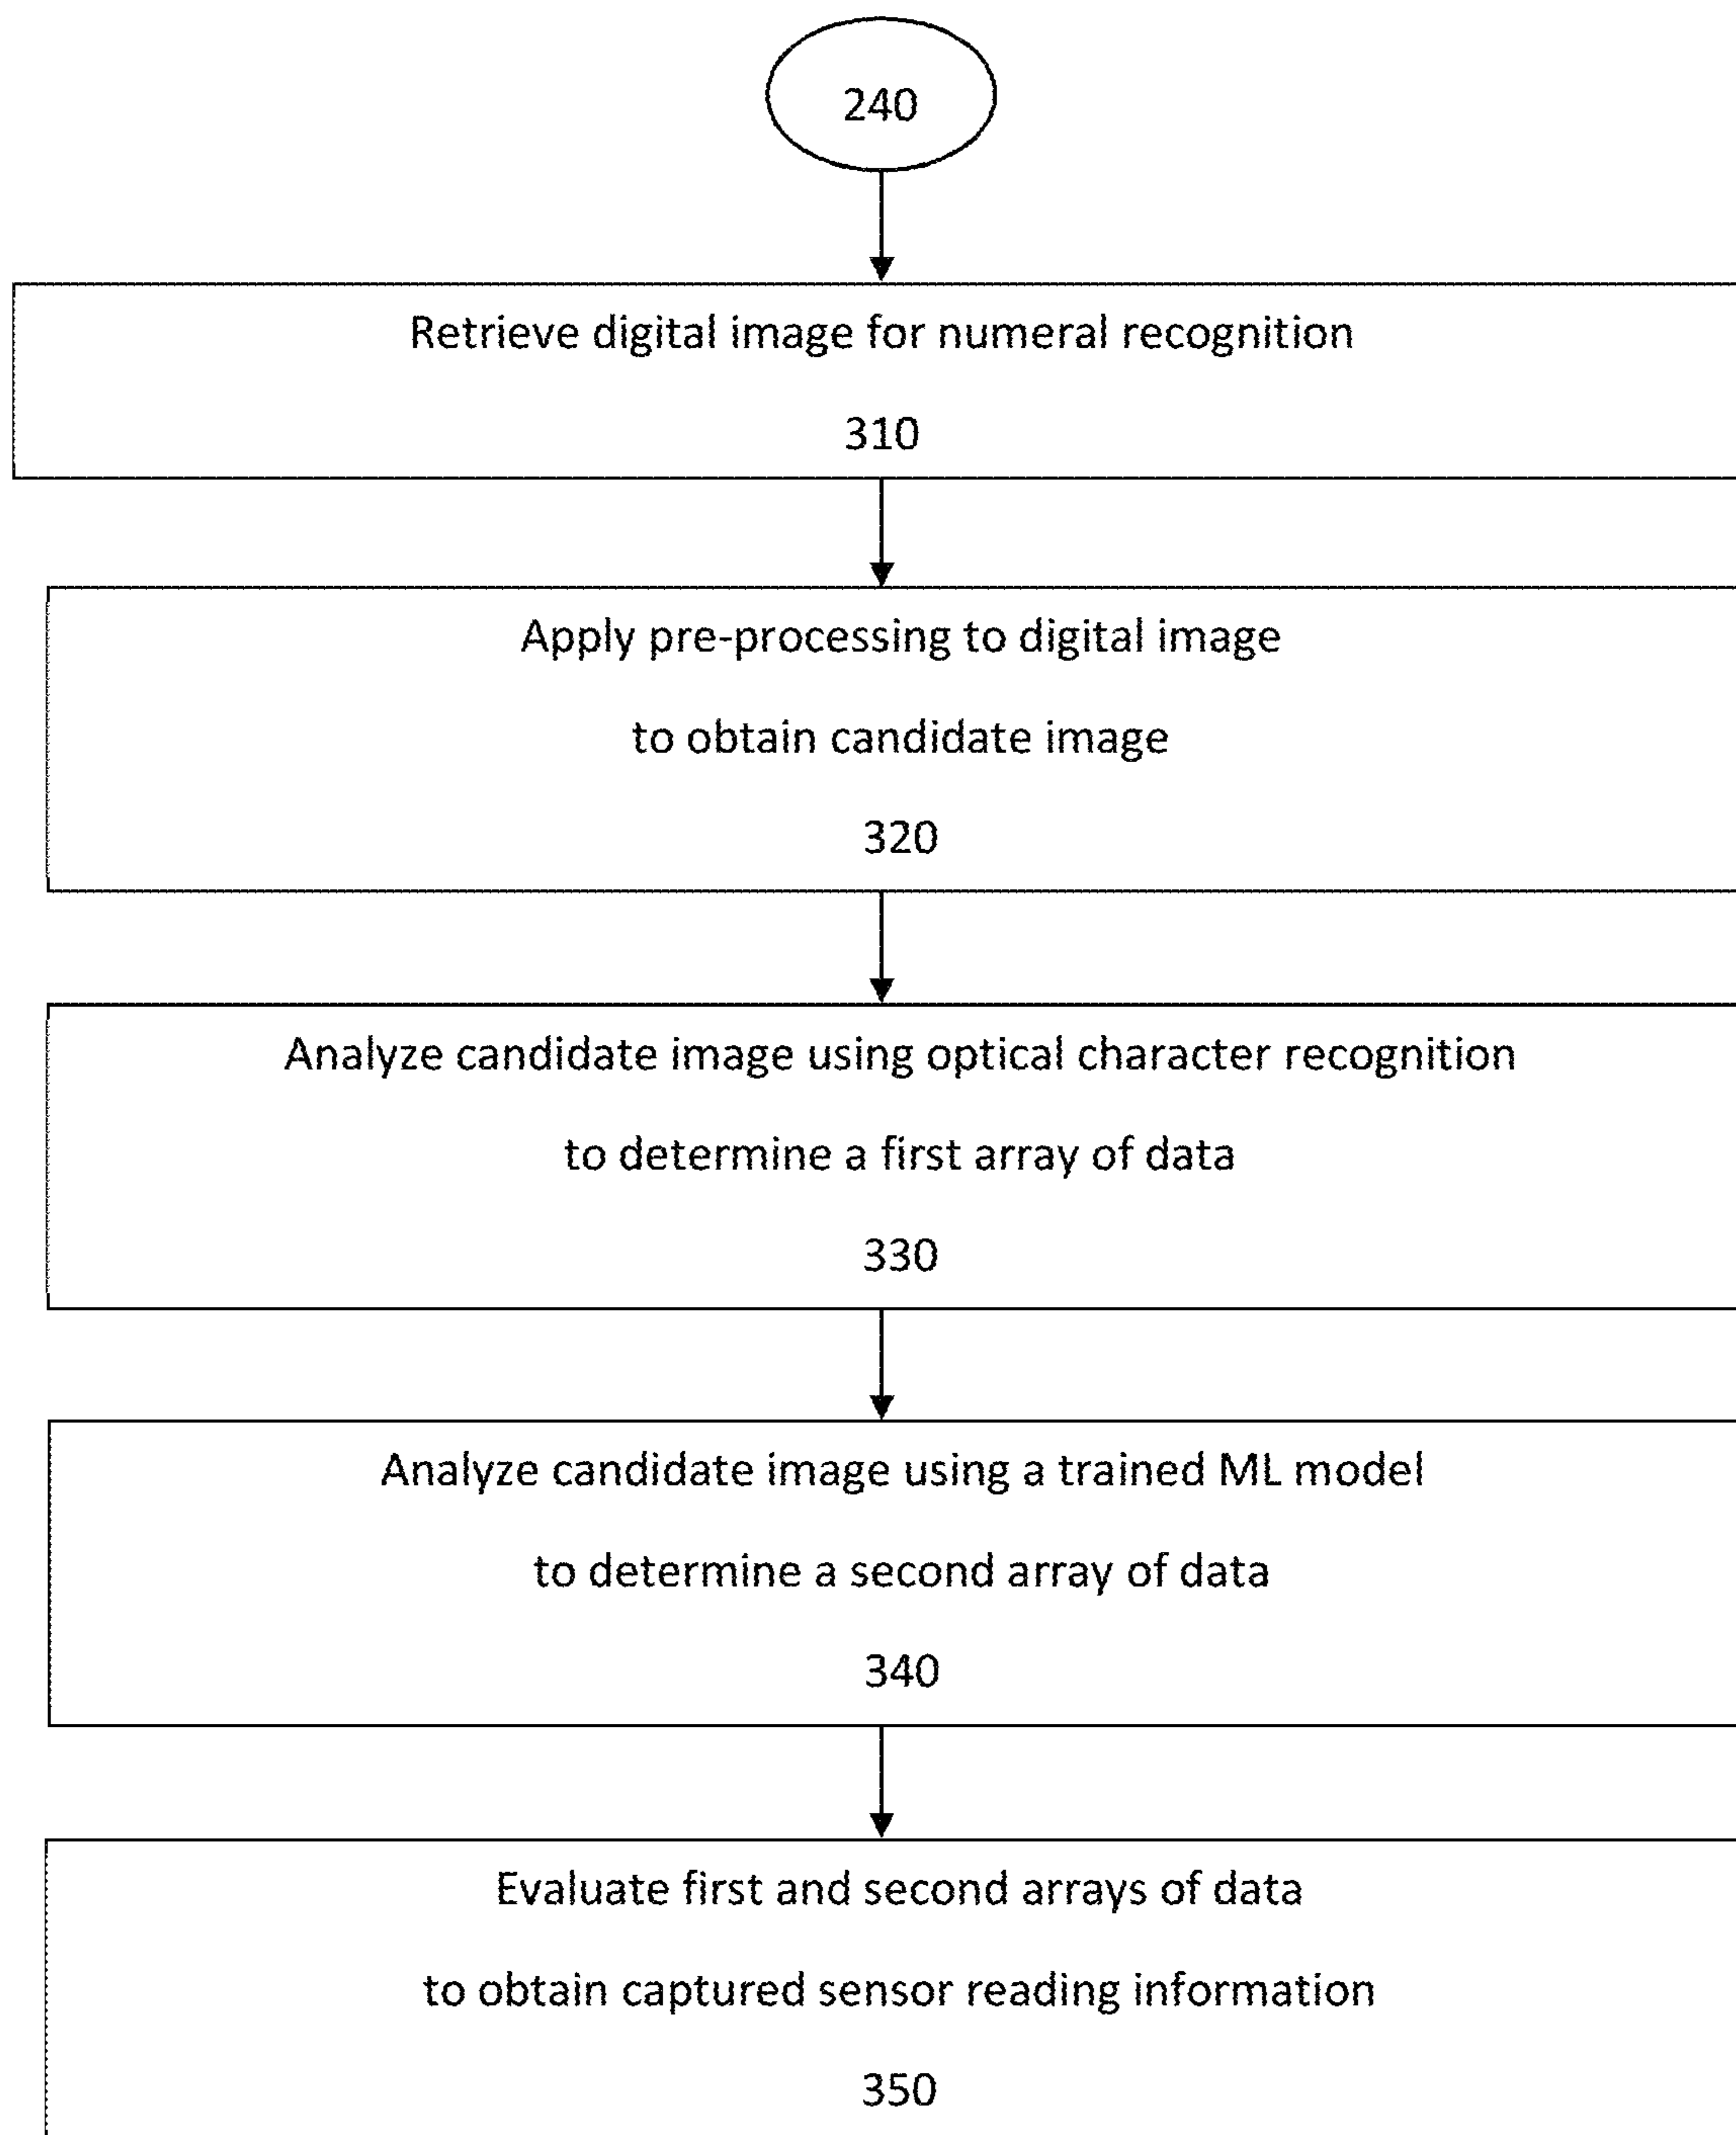 240
Retrieve digital image for numeral recognition
310
Apply pre-processing to digital image
to obtain candidate image
320
Analyze candidate image using optical character recognition
to determine a first array of data
330
Analyze candidate image using a trained ML model
to determine a second array of data
340
Evaluate first and second arrays of data
to obtain captured sensor reading information
350